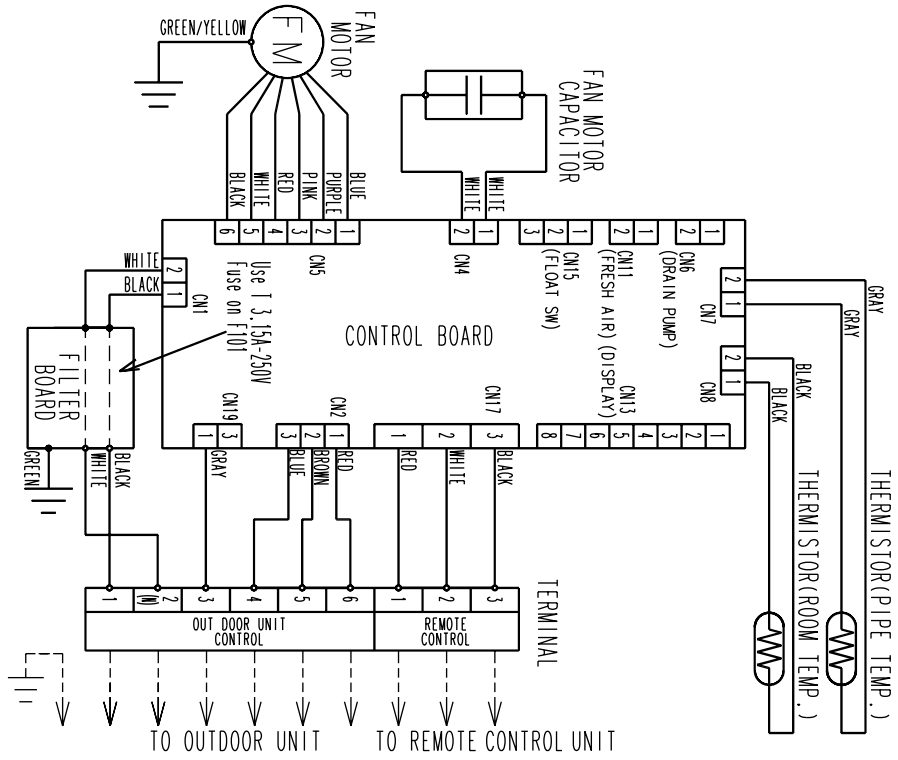 GREEN/YELLOW
FM
FAN
MOTOR
FAN MOTOR
CAPACITOR
BLACK
WHITE
RED
PINK
PURPLE
BLUE
WHITE
WHITE
6
5
4
3
2
1
CN5
2
1
CN4
3
2
1
CN15
(FLOAT SW)
2
1
CN11
(FRESH AIR)
2
1
CN6
(DRAIN PUMP)
WHITE
BLACK
2
1
CN1
Use T 3.15A-250V
Fuse on F101
CONTROL BOARD
2
1
CN7
GRAY
GRAY
2
1
CN8
BLACK
BLACK
FILTER
BOARD
GREEN
WHITE
BLACK
CN19
1
3
GRAY
CN2
3
2
1
BLUE
BROWN
RED
CN17
1
2
3
RED
WHITE
BLACK
CN13
(DISPLAY)
8
7
6
5
4
3
2
1
THERMISTOR(ROOM TEMP.)
THERMISTOR(PIPE TEMP.)
TERMINAL
1
2
(N)
3
4
5
6
1
2
3
OUT DOOR UNIT
CONTROL
REMOTE
CONTROL
TO OUTDOOR UNIT
TO REMOTE CONTROL UNIT